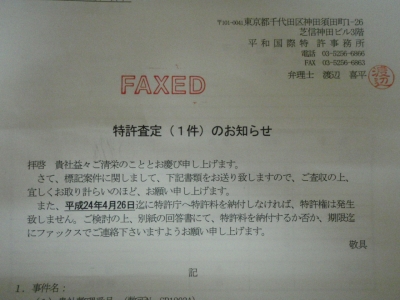 〒101-0041 東京都千代田区神田須田町1-26
芝信神田ビル3階
平和国際特許事務所
電話 03-5256-6866
FAX 03-5256-6863
弁理士 渡辺 喜平
渡辺
FAXED
特許査定（1件）のお知らせ
拝啓 貴社益々ご清栄のこととお慶び申し上げます。
さて、標記案件に関しまして、下記書類をお送り致しますので、ご査収の上、
宜しくお取り計らいのほど、お願い申し上げます。
また、平成24年4月26日迄に特許庁へ特許料を納付しなければ、特許権は発生
致しません。ご検討の上、別紙の回答書にて、特許料を納付するか否か、期限迄
にファックスでご連絡下さいますようお願い申し上げます。
敬具
記
1. 事件名：